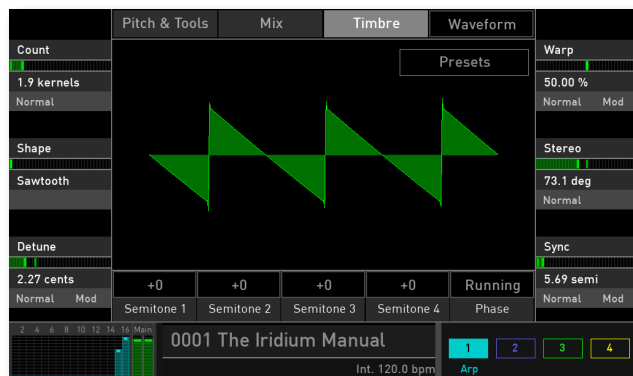 Pitch & Tools Mix Timbre Waveform
Presets
Count
1.9 kernels
Normal
Shape
Sawtooth
Detune
2.27 cents
Normal Mod
Warp
50.00 %
Normal Mod
Stereo
73.1 deg
Normal
Sync
5.69 semi
Normal Mod
+0 +0 +0 +0 Running
Semitone 1 Semitone 2 Semitone 3 Semitone 4 Phase
2 4 6 8 10 12 14 16 Main
0001 The Iridium Manual
Int. 120.0 bpm
1 2 3 4
Arp